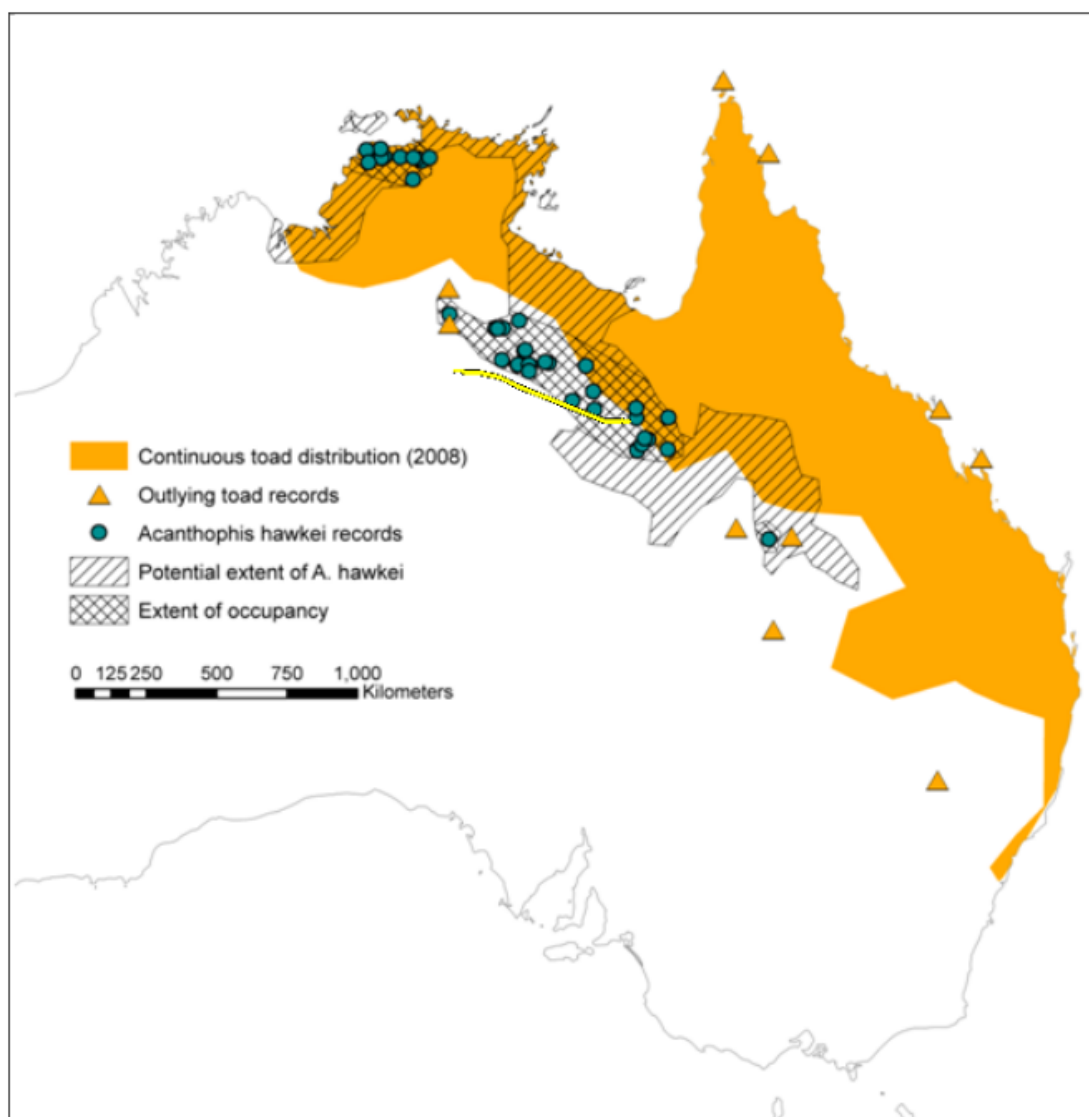 Continuous toad distribution (2008)
Outlying toad records
Acanthophis hawkei records
Potential extent of A. hawkei
Extent of occupancy
0 125 250 500 750 1,000
Kilometers